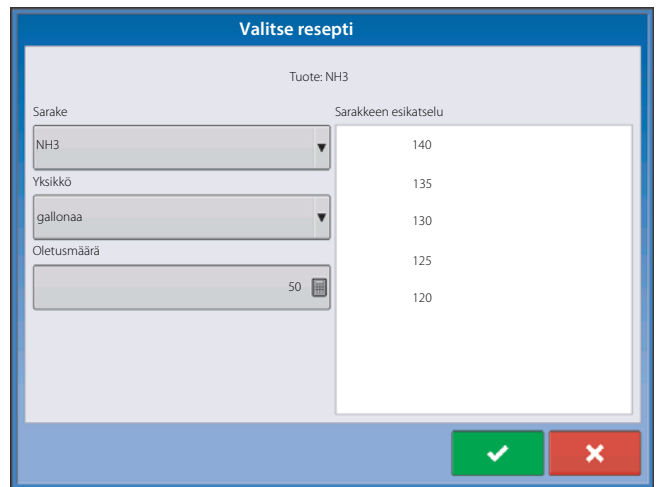 Valitse resepti
Tuote: NH3
Sarake
NH3
Yksikkö
gallonaa
Oletusmäärä
50
Sarakkeen esikatselu
140
135
130
125
120